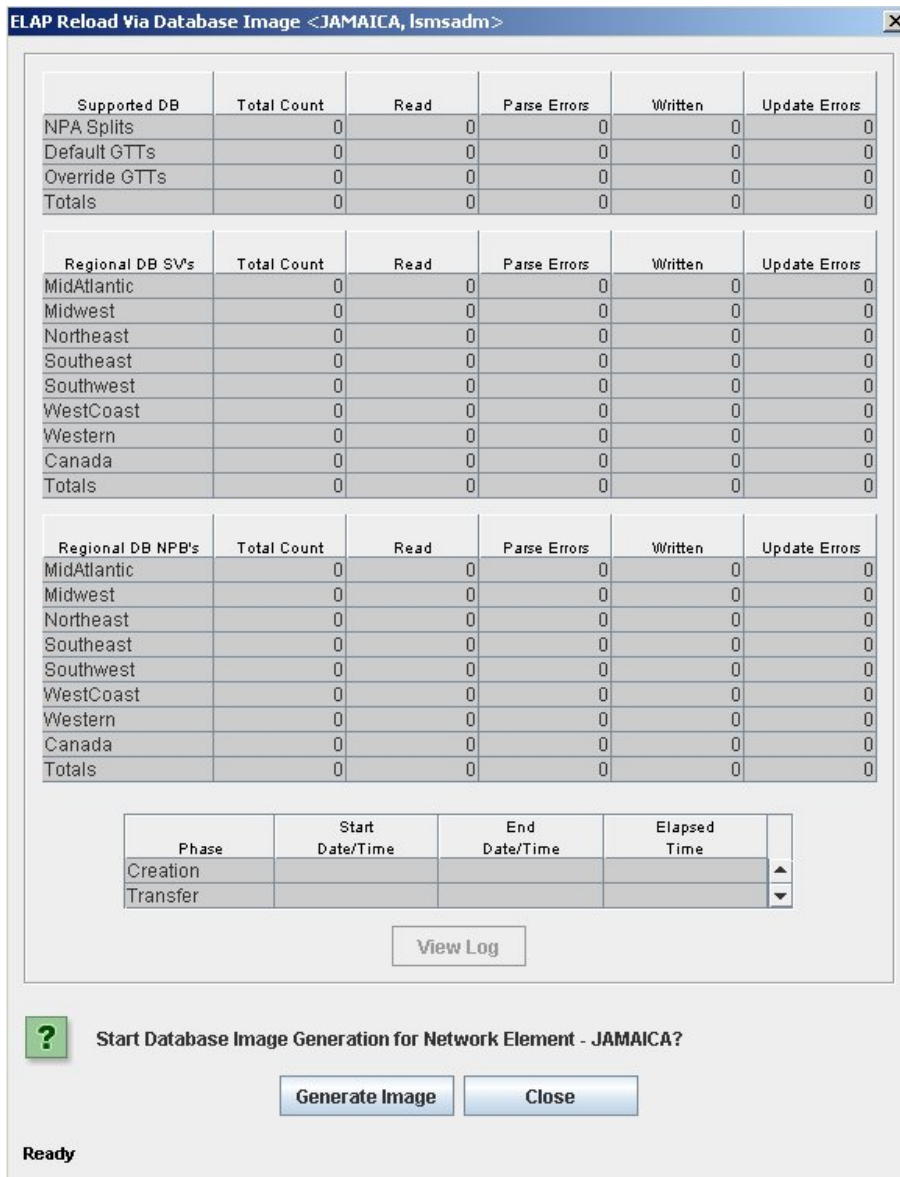 ELAP Reload Via Database Image <JAMAICA, lsmsadm>
Supported DB Total Count Read Parse Errors Written Update Errors
NPA Splits 0 0 0 0 0
Default GTTs 0 0 0 0 0
Override GTTs 0 0 0 0 0
Totals 0 0 0 0 0
Regional DB SV's Total Count Read Parse Errors Written Update Errors
MidAtlantic 0 0 0 0 0
Midwest 0 0 0 0 0
Northeast 0 0 0 0 0
Southeast 0 0 0 0 0
Southwest 0 0 0 0 0
WestCoast 0 0 0 0 0
Western 0 0 0 0 0
Canada 0 0 0 0 0
Totals 0 0 0 0 0
Regional DB NPB's Total Count Read Parse Errors Written Update Errors
MidAtlantic 0 0 0 0 0
Midwest 0 0 0 0 0
Northeast 0 0 0 0 0
Southeast 0 0 0 0 0
Southwest 0 0 0 0 0
WestCoast 0 0 0 0 0
Western 0 0 0 0 0
Canada 0 0 0 0 0
Totals 0 0 0 0 0
Phase Start Date/Time End Date/Time Elapsed Time
Creation
Transfer
View Log
? Start Database Image Generation for Network Element - JAMAICA?
Generate Image Close
Ready